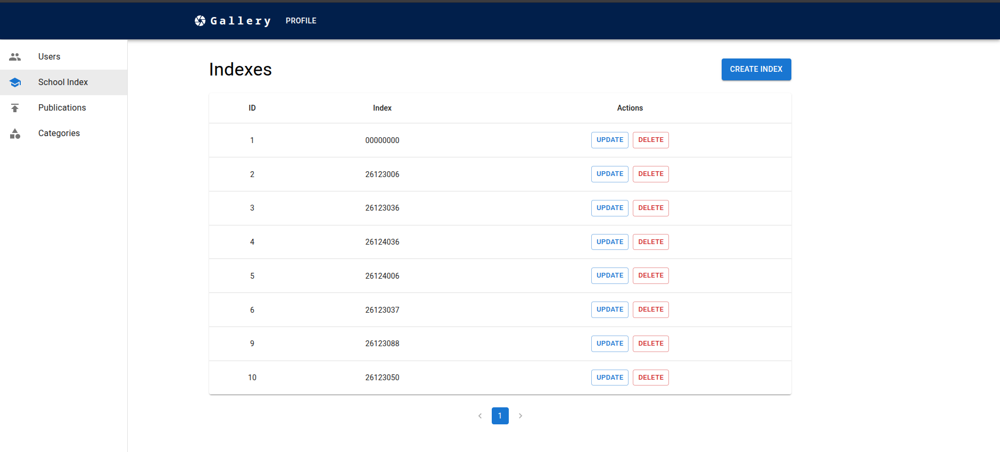 Gallery PROFILE
Users
School Index
Publications
Categories
Indexes
CREATE INDEX
ID Index Actions
1 00000000 UPDATE DELETE
2 26123006 UPDATE DELETE
3 26123036 UPDATE DELETE
4 26124036 UPDATE DELETE
5 26124006 UPDATE DELETE
6 26123037 UPDATE DELETE
9 26123088 UPDATE DELETE
10 26123050 UPDATE DELETE
1